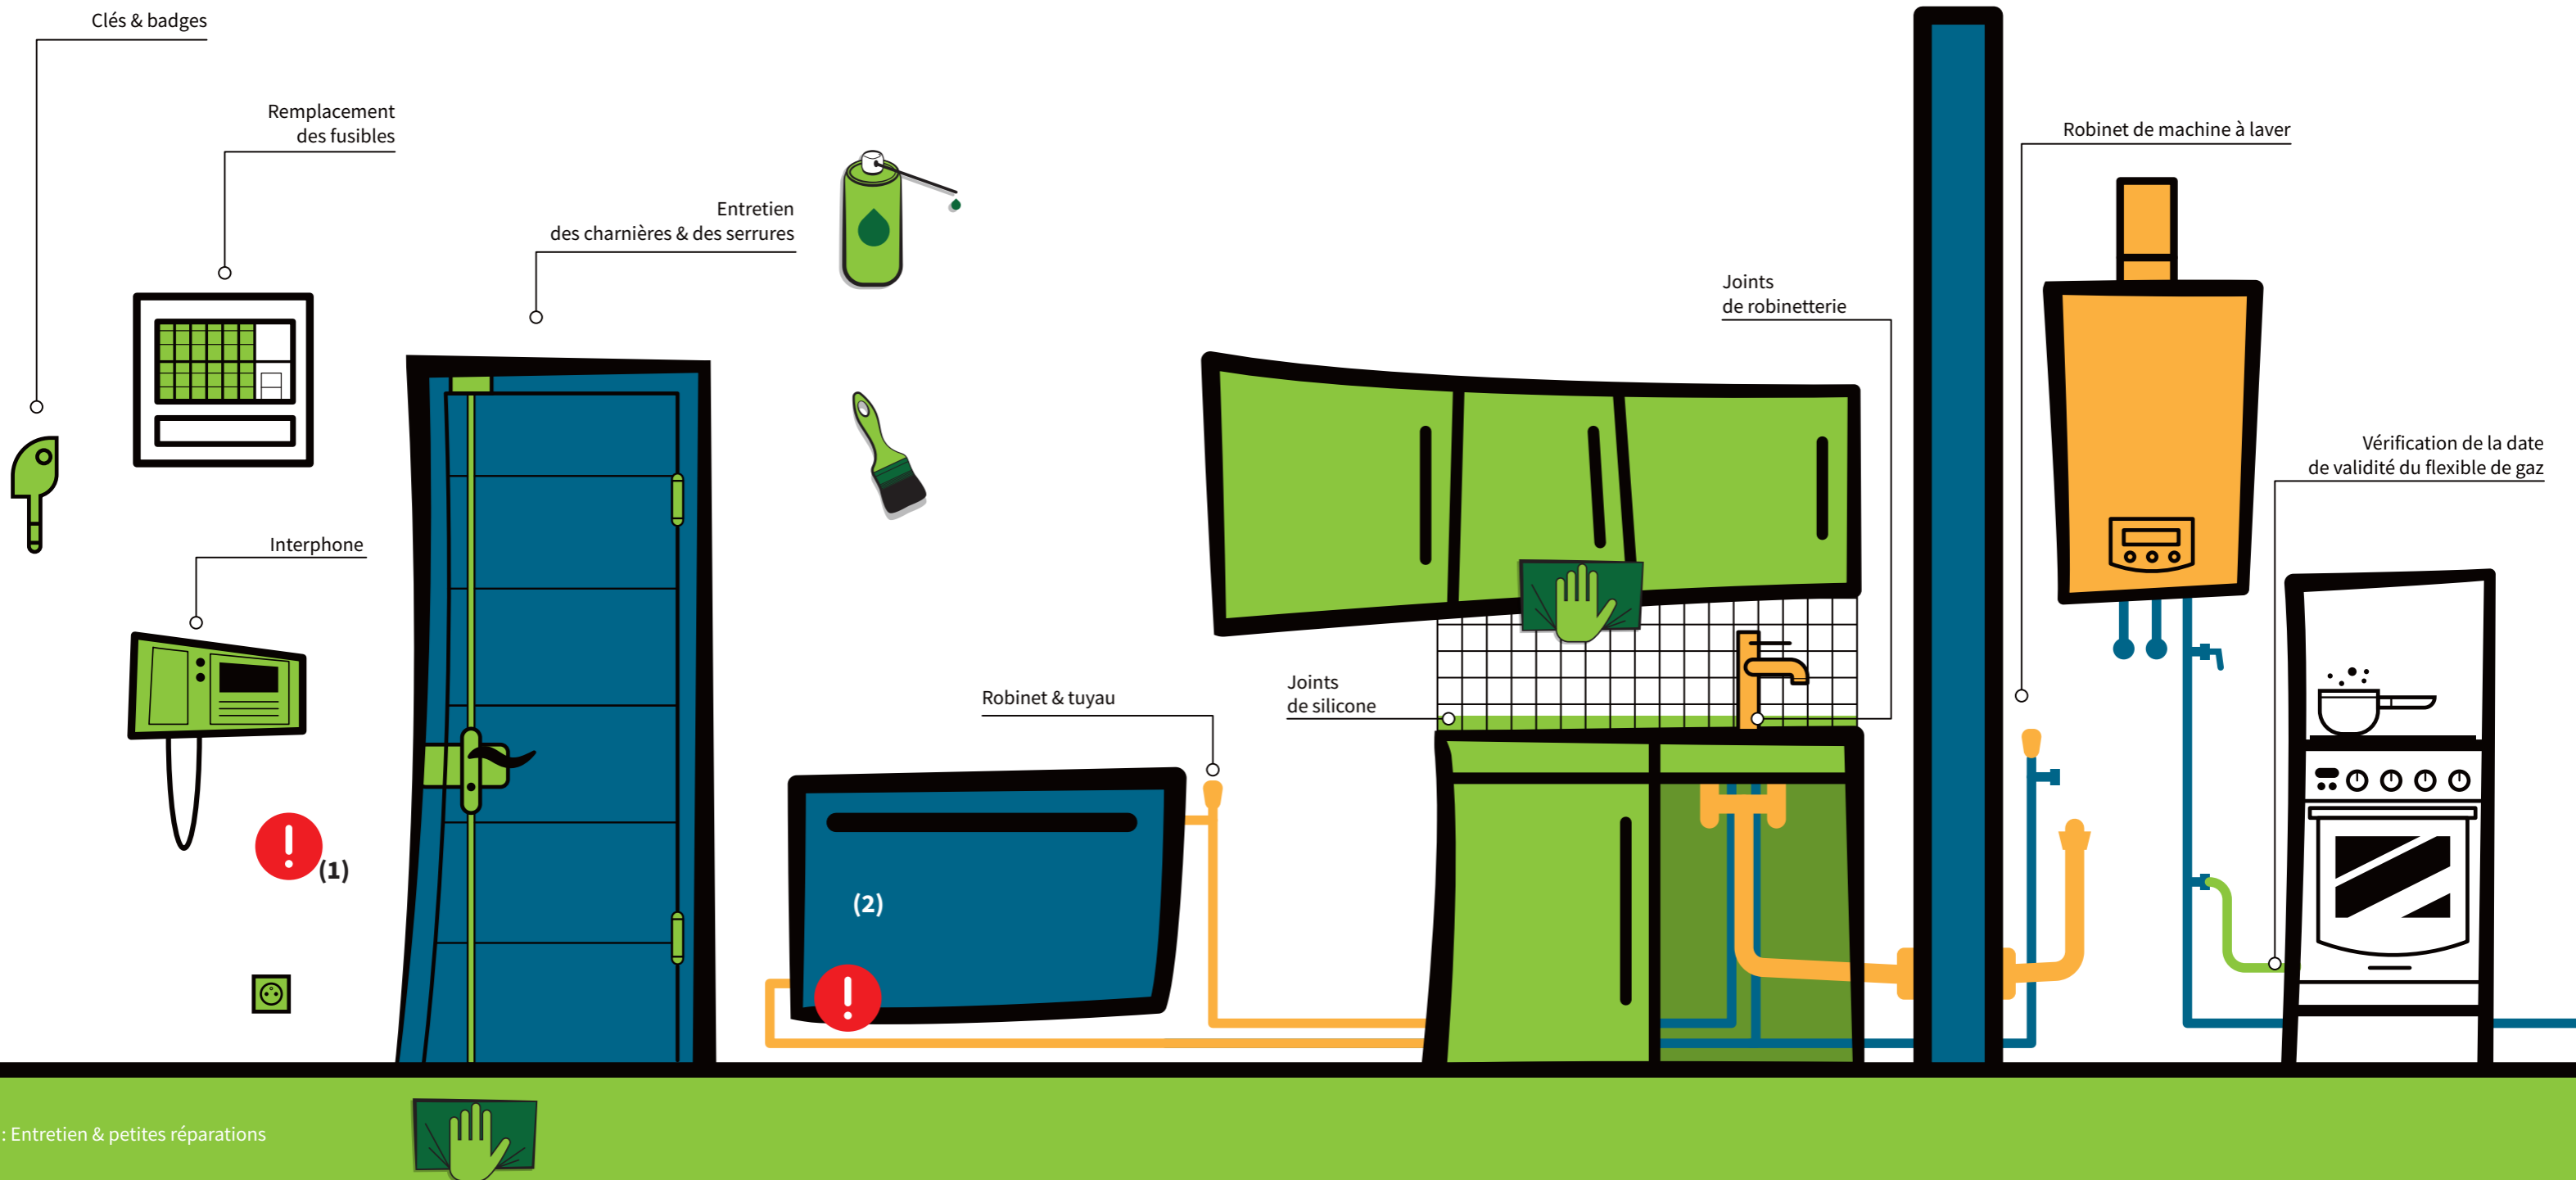 Clés & badges
Remplacement
des fusibles
Entretien
des charnières & des serrures
Interphone
(1)
Robinet & tuyau
(2)
Joints
de silicone
Joints
de robinetterie
Robinet de machine à laver
Vérification de la date
de validité du flexible de gaz
: Entretien & petites réparations